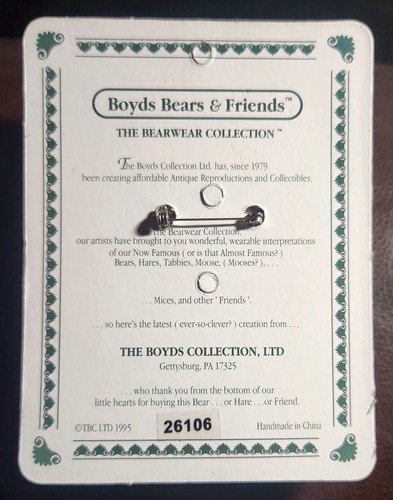 Boyds Bears & Friends™
THE BEARWEAR COLLECTION™
The Boyds Collection Ltd. has, since 1979,
been creating affordable Antique Reproductions and Collectibles.
The Bearwear Collection,
our artists have brought to you wonderful, wearable interpretations
of our Now Famous ( or is that Almost Famous? )
Bears, Hares, Tabbies, Moose, ( Mooses? ), . . .
. . . Mices, and other ' Friends '.
. . . so here's the latest ( ever-so-clever? ) creation from . . .
THE BOYDS COLLECTION, LTD
Gettysburg, PA 17325
. . . who thank you from the bottom of our
little hearts for buying this Bear . . . or Hare . . .or Friend.
©TBC LTD 1995 26106 Handmade in China